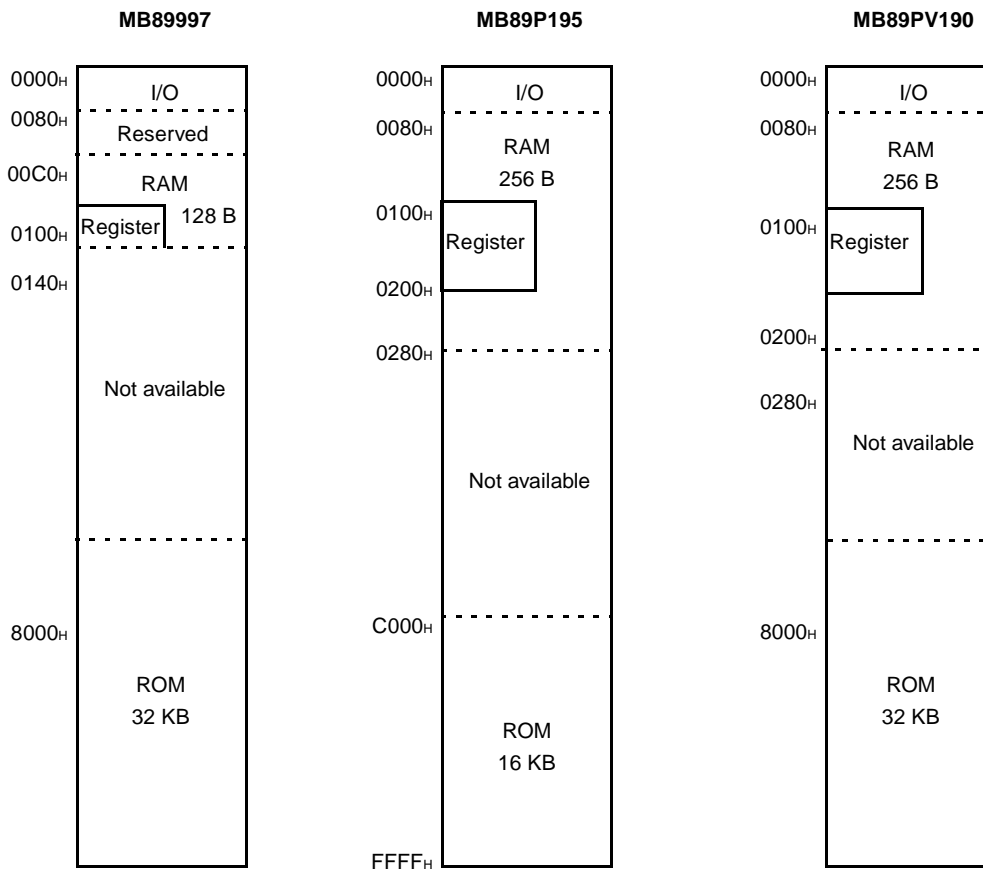 MB89997
0000H
I/O
0080H
Reserved
00C0H
RAM
128 B
Register
0100H
0140H
Not available
8000H
ROM
32 KB
MB89P195
0000H
I/O
0080H
RAM
256 B
0100H
Register
0200H
0280H
Not available
C000H
ROM
16 KB
FFFFH
MB89PV190
0000H
I/O
0080H
RAM
256 B
0100H
Register
0200H
0280H
Not available
8000H
ROM
32 KB